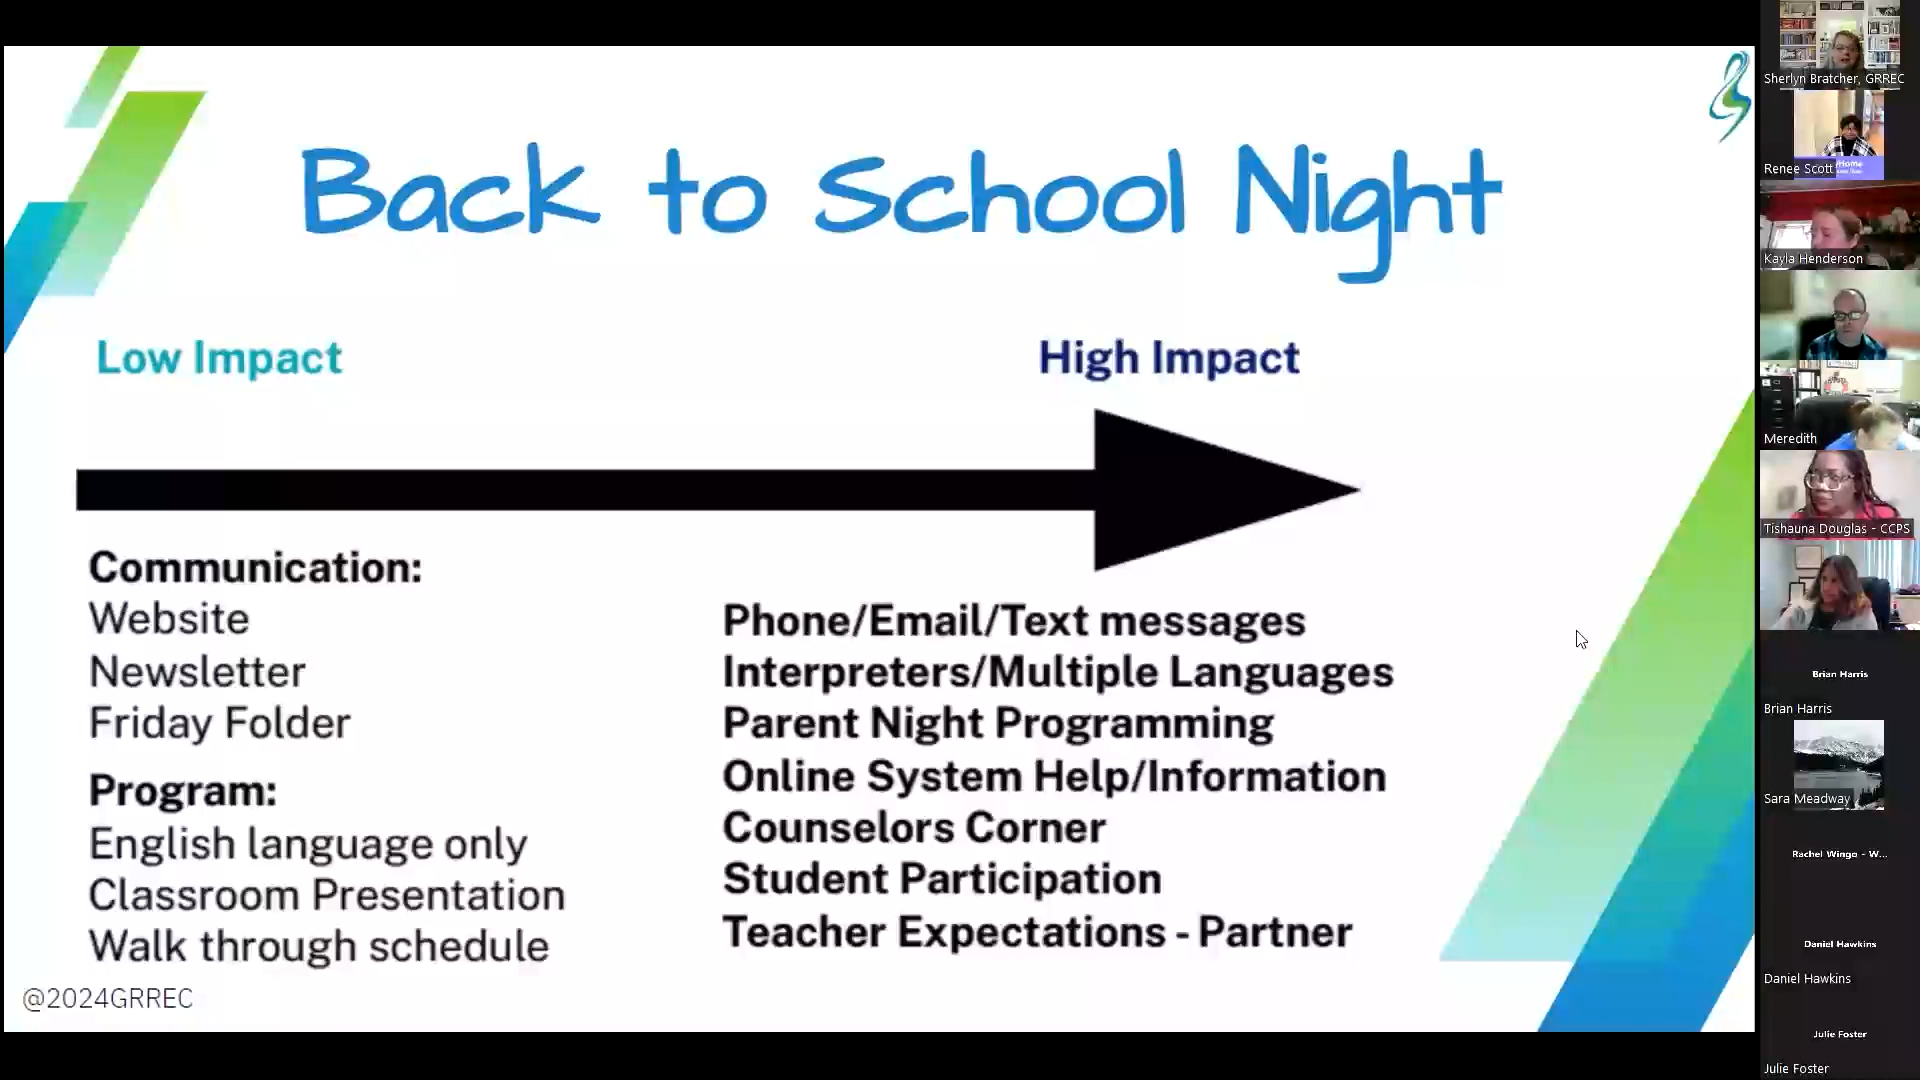 Back to School Night
Low Impact
High Impact
Communication:
Website
Newsletter
Friday Folder
Program:
English language only
Classroom Presentation
Walk through schedule
Phone/Email/Text messages
Interpreters/Multiple Languages
Parent Night Programming
Online System Help/Information
Counselors Corner
Student Participation
Teacher Expectations - Partner
@2024GRREC
Sherlyn Bratcher, GRREC
Renee Scott
Kayla Henderson
Meredith
Tishauna Douglas - CCPS
Brian Harris
Brian Harris
Sara Meadway
Rachel Wingo - W...
Daniel Hawkins
Daniel Hawkins
Julie Foster
Julie Foster